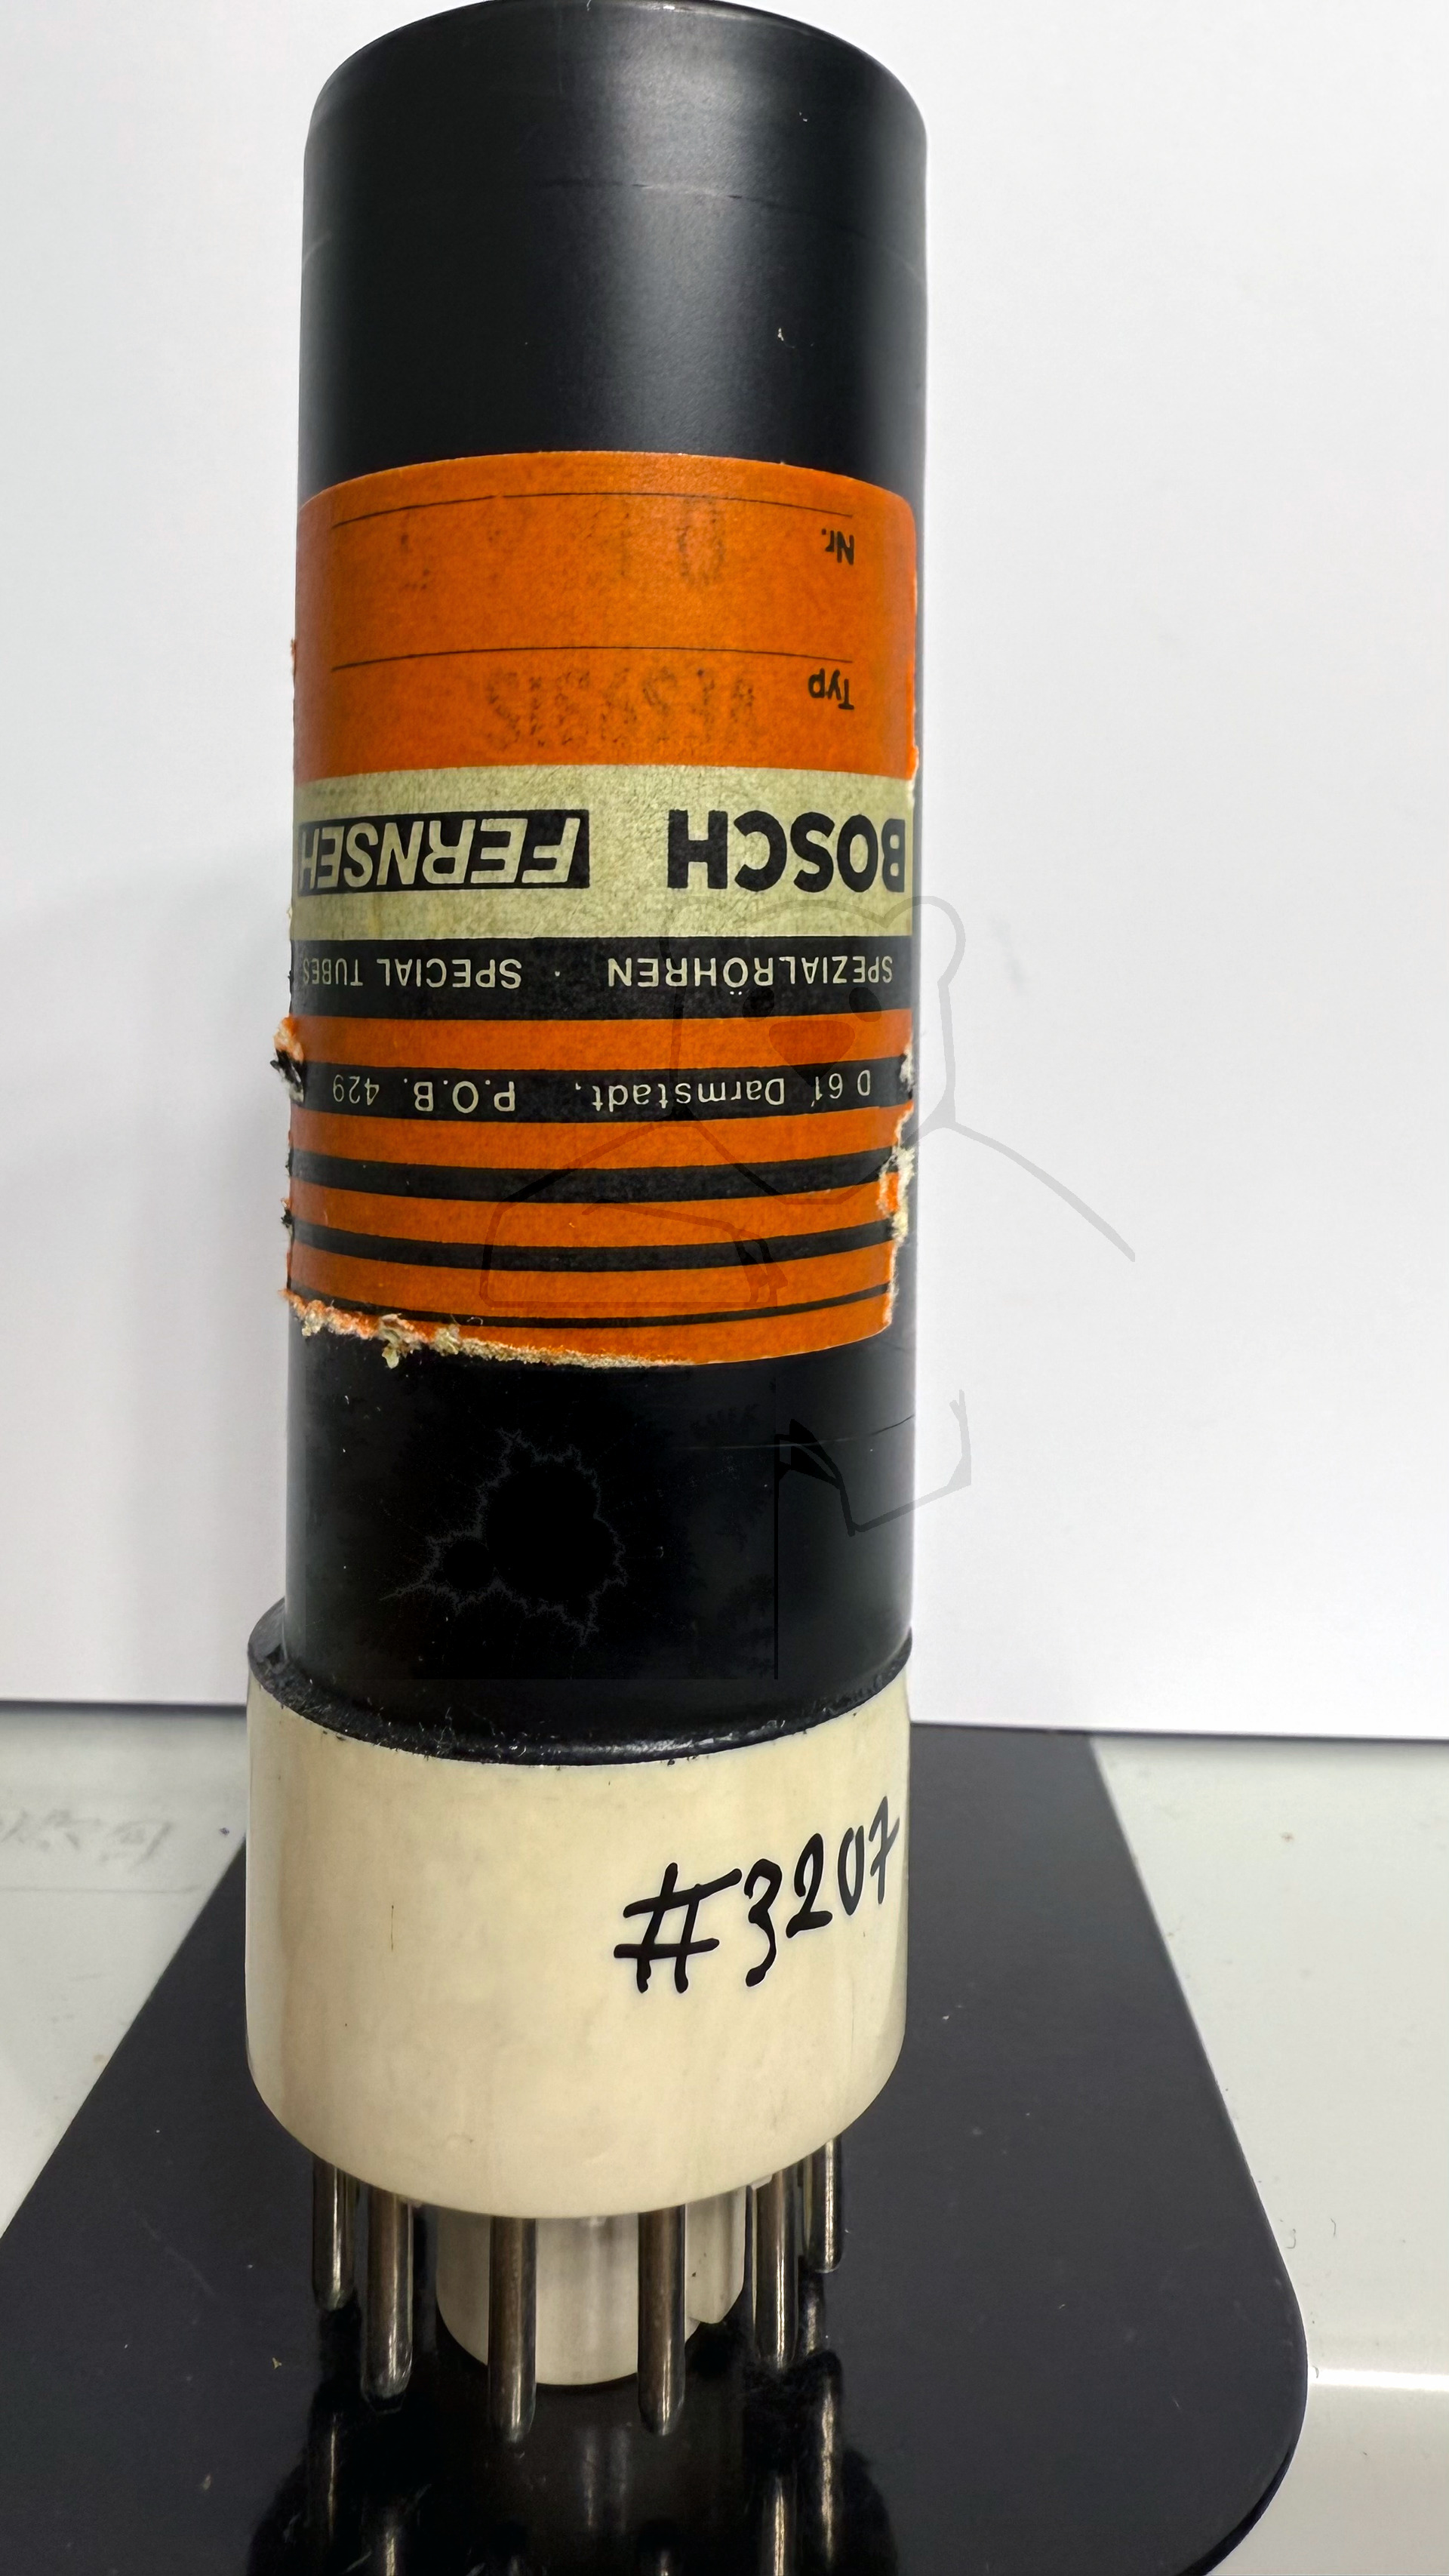 D 61 Darmstadt, P.O.B. 429
SPEZIALRÖHREN · SPECIAL TUBES
BOSCH FERNSEH
Typ
Nr.
#3207